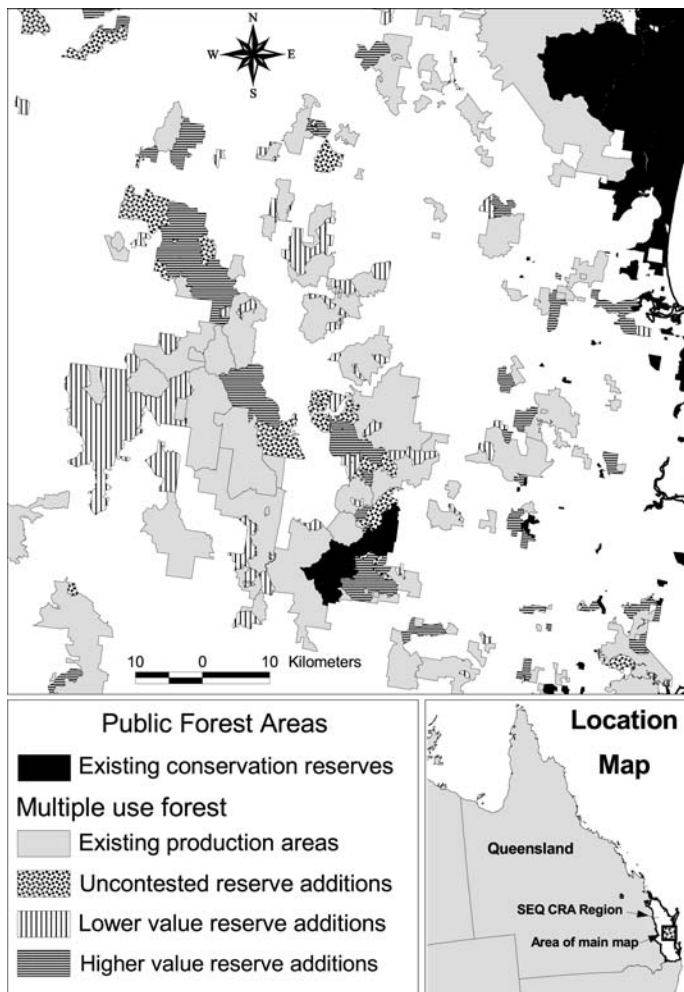 N
W E
S
10 0 10 Kilometers
Public Forest Areas
Existing conservation reserves
Multiple use forest
Existing production areas
Uncontested reserve additions
Lower value reserve additions
Higher value reserve additions
Location
Map
Queensland
SEQ CRA Region
Area of main map